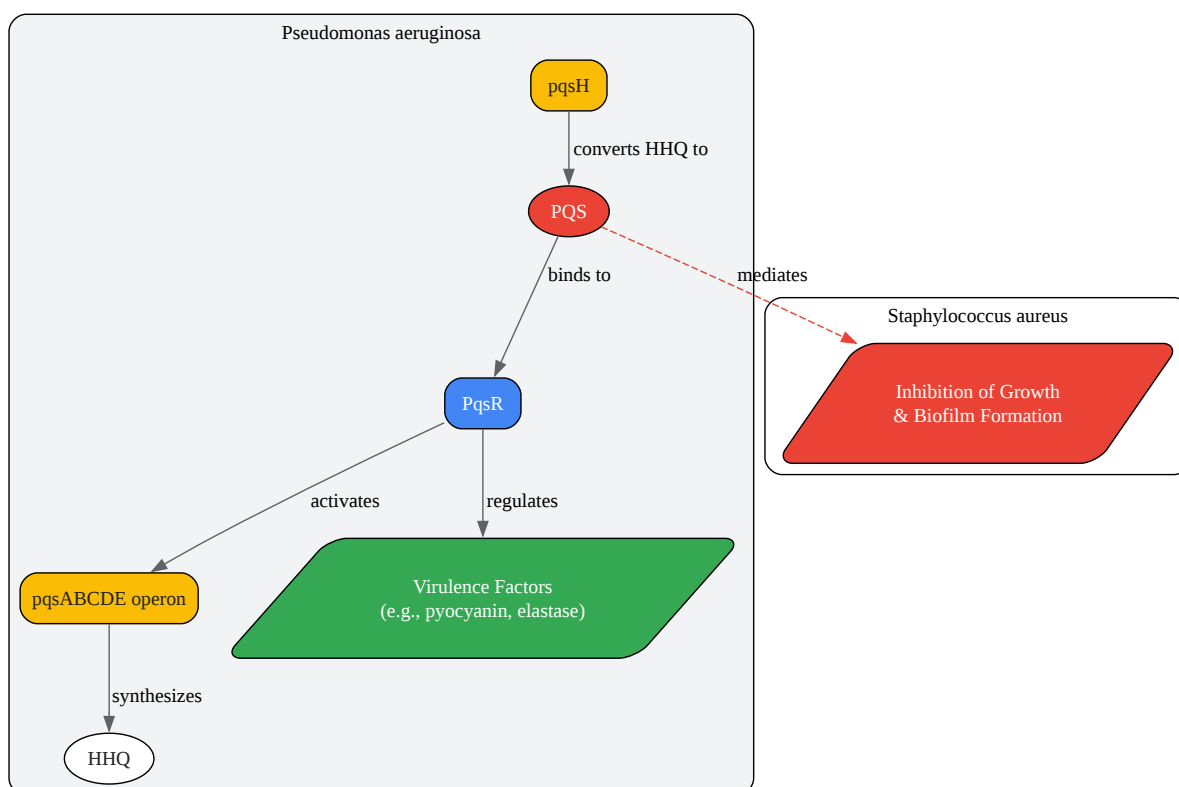 Pseudomonas aeruginosa
pqsH
converts HHQ to
PQS
binds to
mediates
Staphylococcus aureus
Inhibition of Growth
& Biofilm Formation
PqsR
activates
regulates
pqsABCDE operon
Virulence Factors
(e.g., pyocyanin, elastase)
synthesizes
HHQ